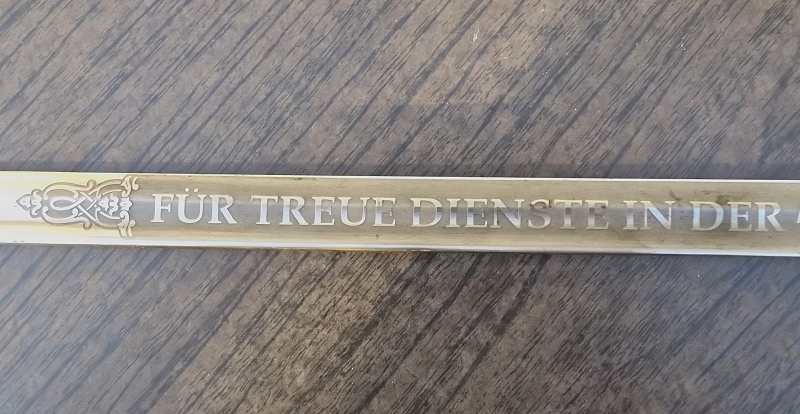 FÜR TREUE DIENSTE IN DER